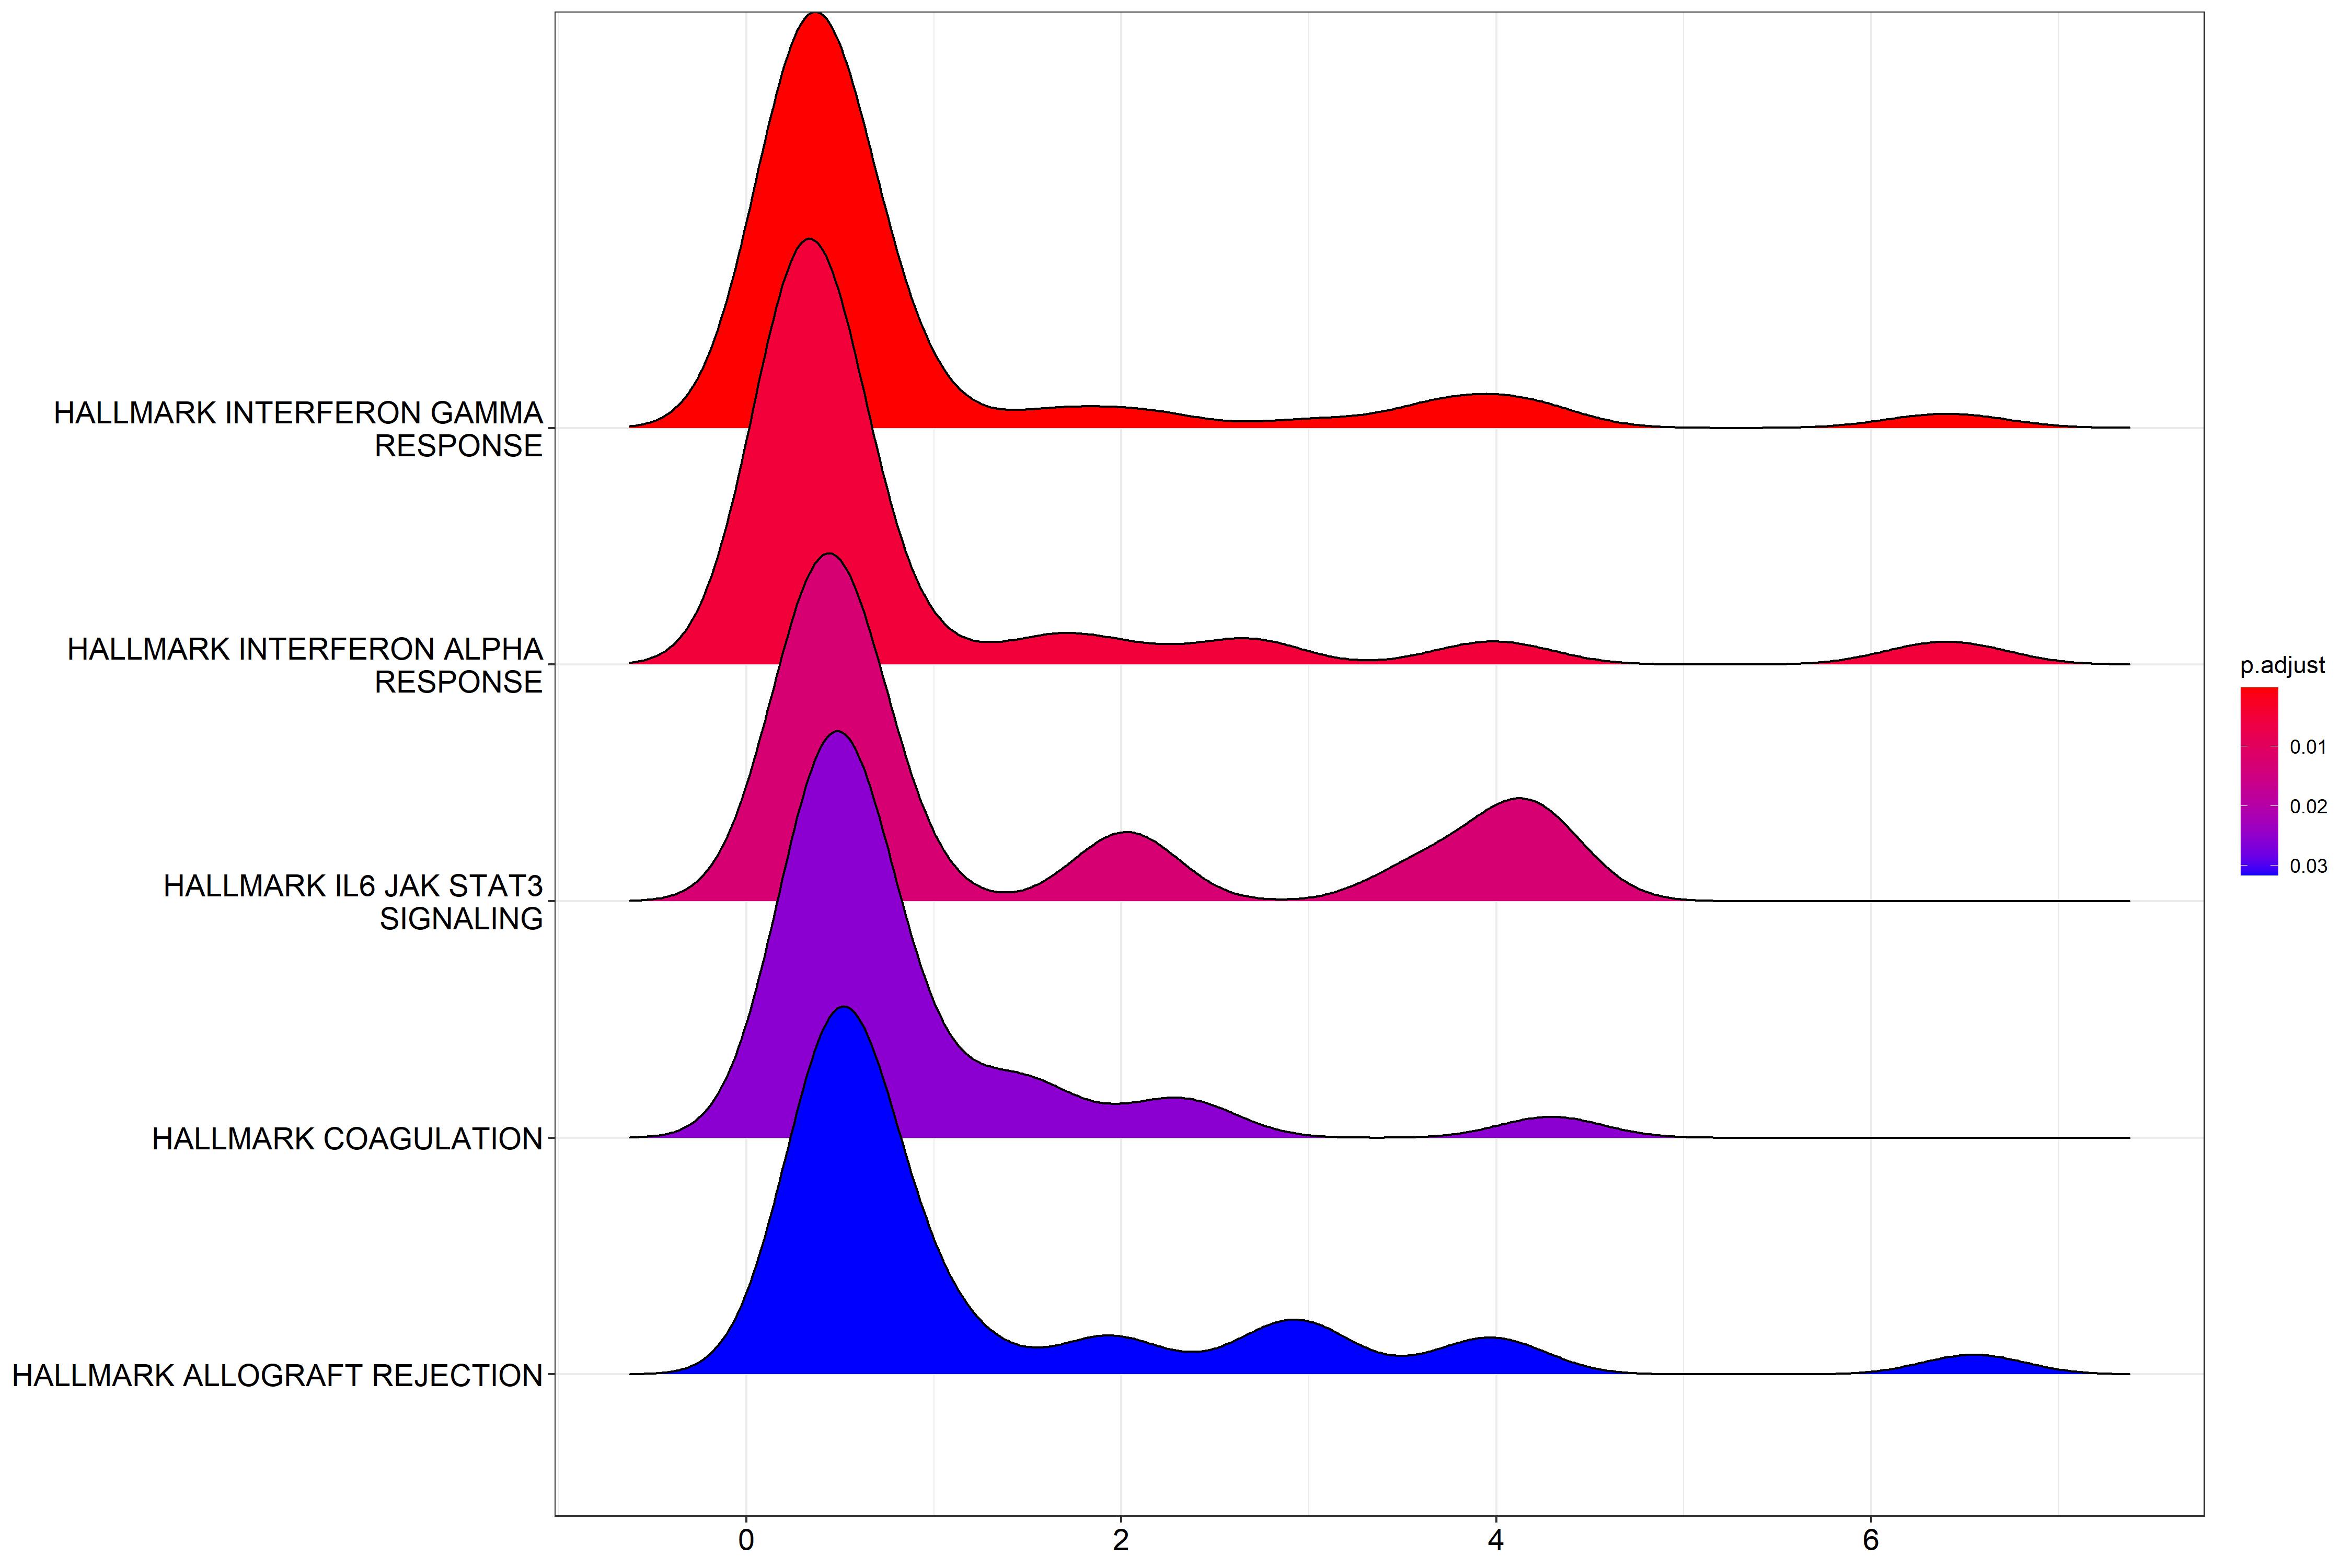 HALLMARK INTERFERON GAMMA
RESPONSE
HALLMARK INTERFERON ALPHA
RESPONSE
HALLMARK IL6 JAK STAT3
SIGNALING
HALLMARK COAGULATION
HALLMARK ALLOGRAFT REJECTION
0 2 4 6
p.adjust
0.01
0.02
0.03